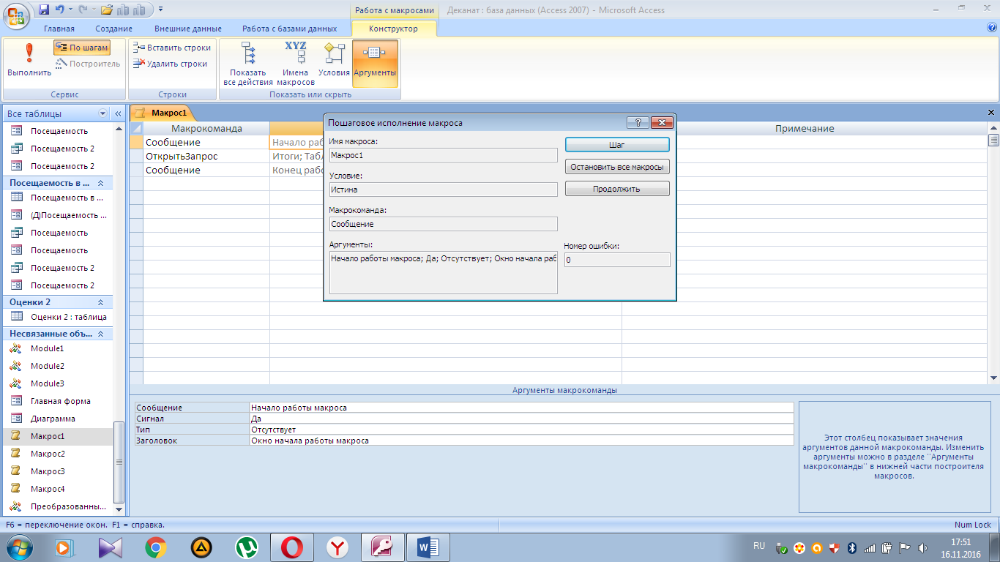 Работа с макросами
Деканат : база данных (Access 2007) - Microsoft Access
Главная
Создание
Внешние данные
Работа с базами данных
Конструктор
Выполнить
По шагам
Построитель
Сервис
Вставить строки
Удалить строки
Строки
Показать
все действия
XYZ
Имена
макросов
Условия
Аргументы
Показать или скрыть
Все таблицы
Посещаемость
Посещаемость 2
Посещаемость 2
Посещаемость в ...
Посещаемость в ...
(Д)Посещаемость ...
Посещаемость
Посещаемость
Посещаемость 2
Посещаемость 2
Оценки 2
Оценки 2 : таблица
Несвязанные объ...
Module1
Module2
Module3
Главная форма
Диаграмма
Макрос1
Макрос2
Макрос3
Макрос4
Преобразованны...
Макрос1
Макрокоманда
Примечание
Сообщение
Начало раб
ОткрытьЗапрос
Итоги; Табл
Сообщение
Конец рабо
Пошаговое исполнение макроса
Имя макроса:
Макрос1
Условие:
Истина
Макрокоманда:
Сообщение
Аргументы:
Начало работы макроса; Да; Отсутствует; Окно начала раб
Шаг
Остановить все макросы
Продолжить
Номер ошибки:
0
Аргументы макрокоманды
Сообщение Начало работы макроса
Сигнал Да
Тип Отсутствует
Заголовок Окно начала работы макроса
Этот столбец показывает значения
аргументов данной макрокоманды. Изменить
аргументы можно в разделе "Аргументы
макрокоманды" в нижней части построителя
макросов.
F6 = переключение окон. F1 = справка.
Num Lock
RU
17:51
16.11.2016